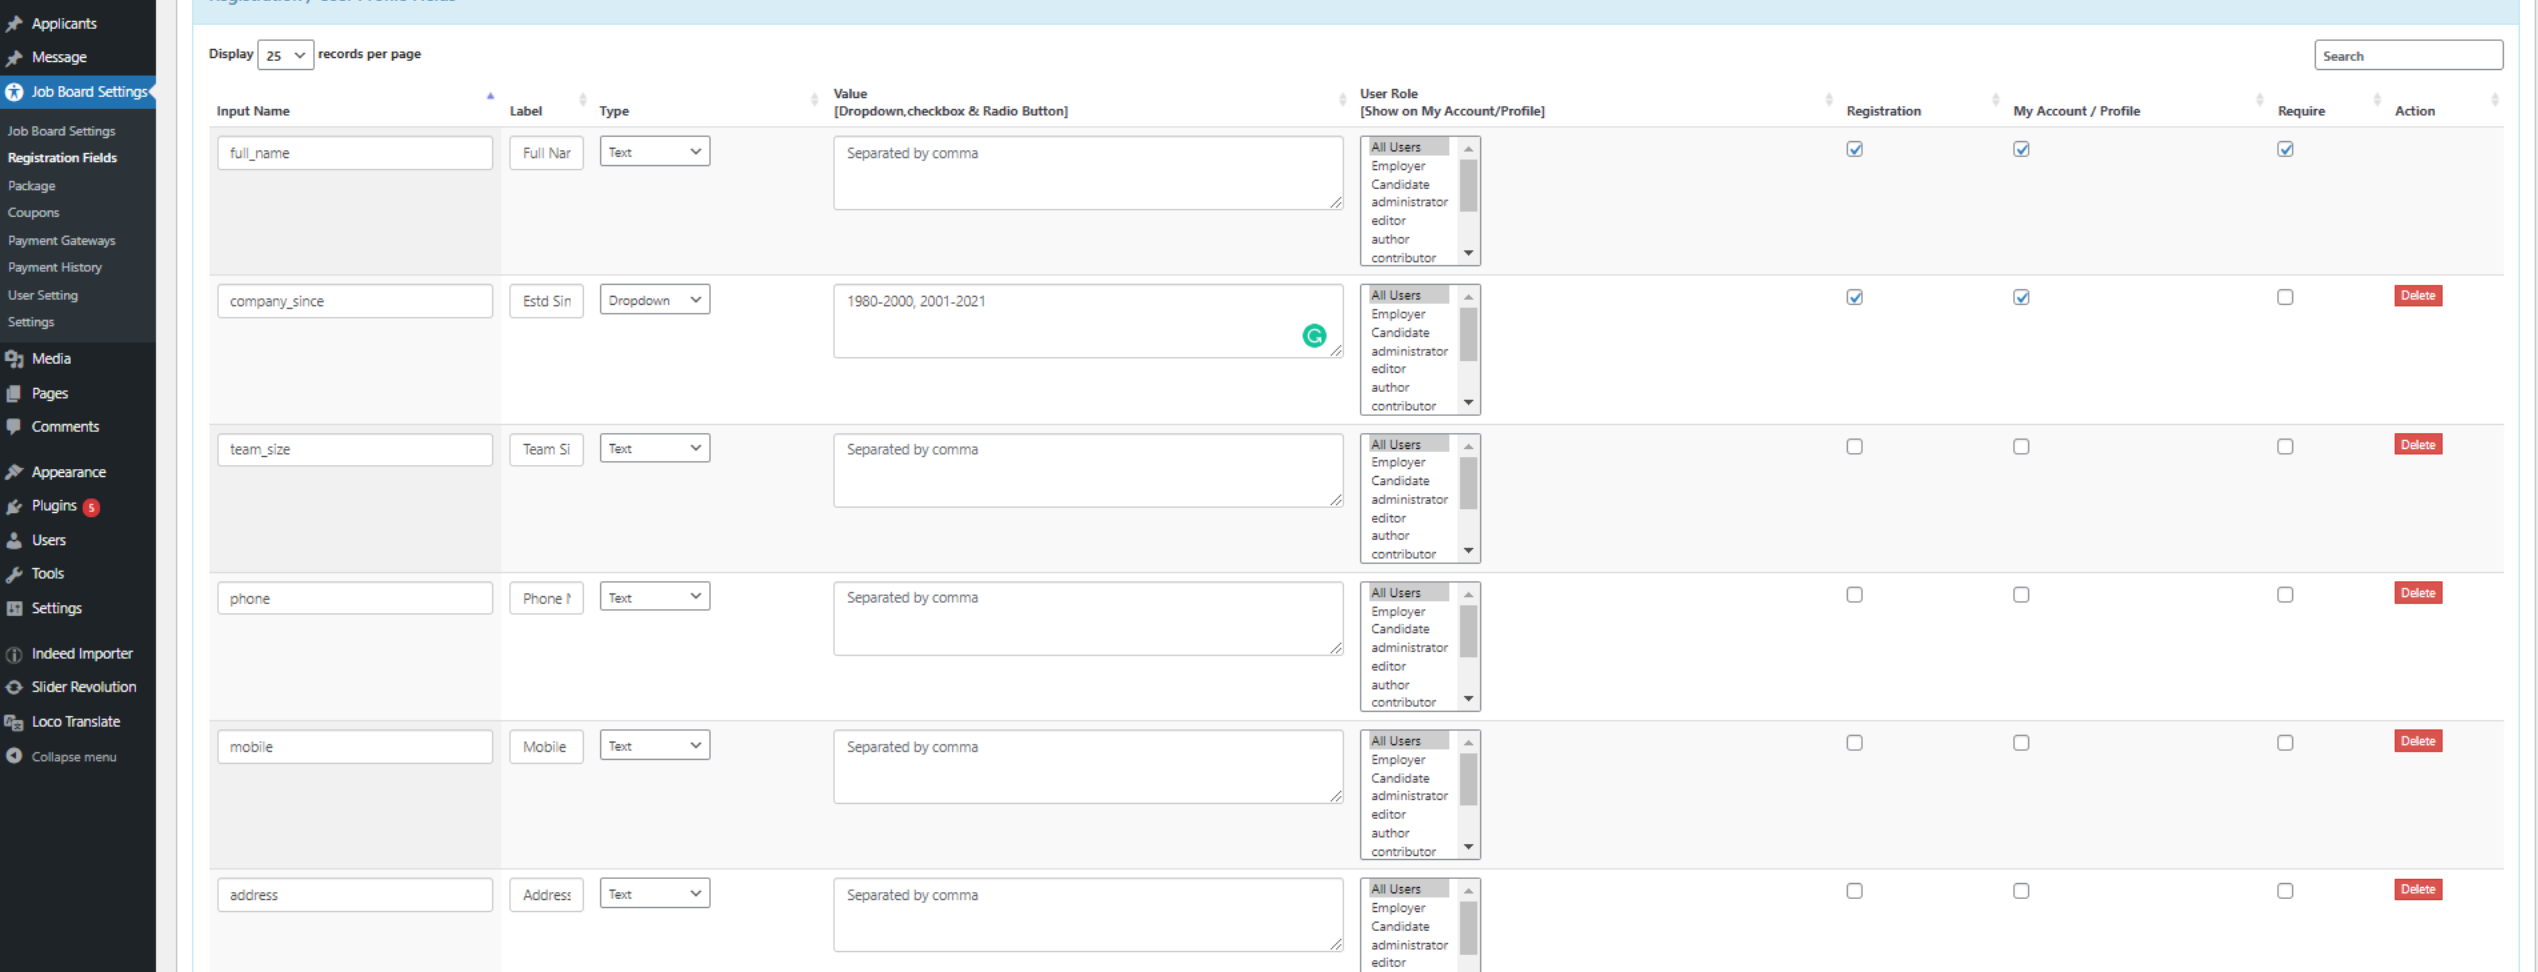 Applicants
Message
Job Board Settings
Job Board Settings
Registration Fields
Package
Coupons
Payment Gateways
Payment History
User Setting
Settings
Media
Pages
Comments
Appearance
Plugins 5
Users
Tools
Settings
Indeed Importer
Slider Revolution
Loco Translate
Collapse menu
Display 25 records per page
Search
Input Name
Label
Type
Value
[Dropdown,checkbox & Radio Button]
User Role
[Show on My Account/Profile]
Registration
My Account / Profile
Require
Action
full_name
Full Nar
Text
Separated by comma
All Users
Employer
Candidate
administrator
editor
author
contributor
company_since
Estd Sin
Dropdown
1980-2000, 2001-2021
All Users
Employer
Candidate
administrator
editor
author
contributor
Delete
team_size
Team Si
Text
Separated by comma
All Users
Employer
Candidate
administrator
editor
author
contributor
Delete
phone
Phone
Text
Separated by comma
All Users
Employer
Candidate
administrator
editor
author
contributor
Delete
mobile
Mobile
Text
Separated by comma
All Users
Employer
Candidate
administrator
editor
author
contributor
Delete
address
Address
Text
Separated by comma
All Users
Employer
Candidate
administrator
editor
Delete